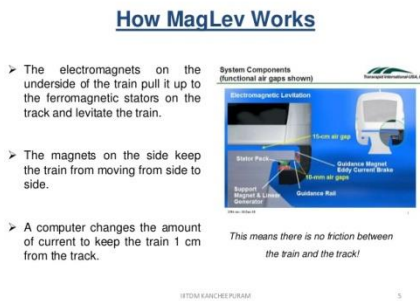 How MagLev Works
➢ The electromagnets on the
underside of the train pull it up to
the ferromagnetic stators on the
track and levitate the train.
➢ The magnets on the side keep
the train from moving from side to
side.
➢ A computer changes the amount
of current to keep the train 1 cm
from the track.
System Components
(functional air gaps shown)
Transrapid International-USA,
Electromagnetic Levitation
15-cm air gap
Stator Pack
Guidance Magnet
Eddy Current Brake
10-mm air gaps
Support
Magnet & Linear
Generator
Guidance Rail
This means there is no friction between
the train and the track!
IIITDM KANCHEEPURAM
5